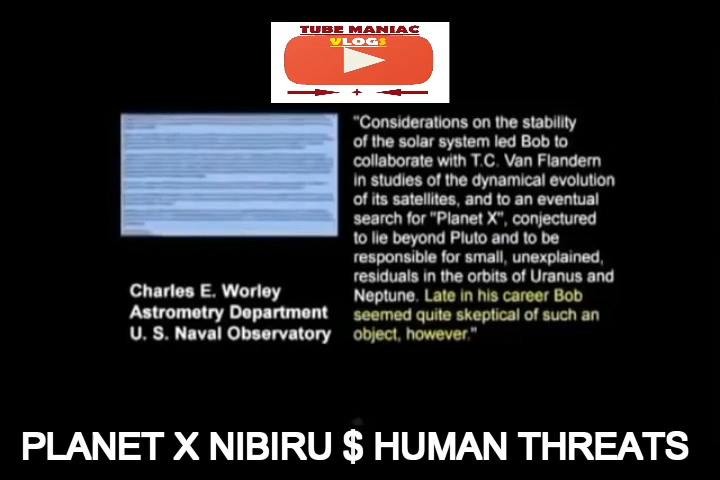 TUBE MANIAC
VLOGS
"Considerations on the stability
of the solar system led Bob to
collaborate with T.C. Van Flandern
in studies of the dynamical evolution
of its satellites, and to an eventual
search for "Planet X", conjectured
to lie beyond Pluto and to be
responsible for small, unexplained,
residuals in the orbits of Uranus and
Neptune. Late in his career Bob
seemed quite skeptical of such an
object, however."
Charles E. Worley
Astrometry Department
U. S. Naval Observatory
PLANET X NIBIRU $ HUMAN THREATS